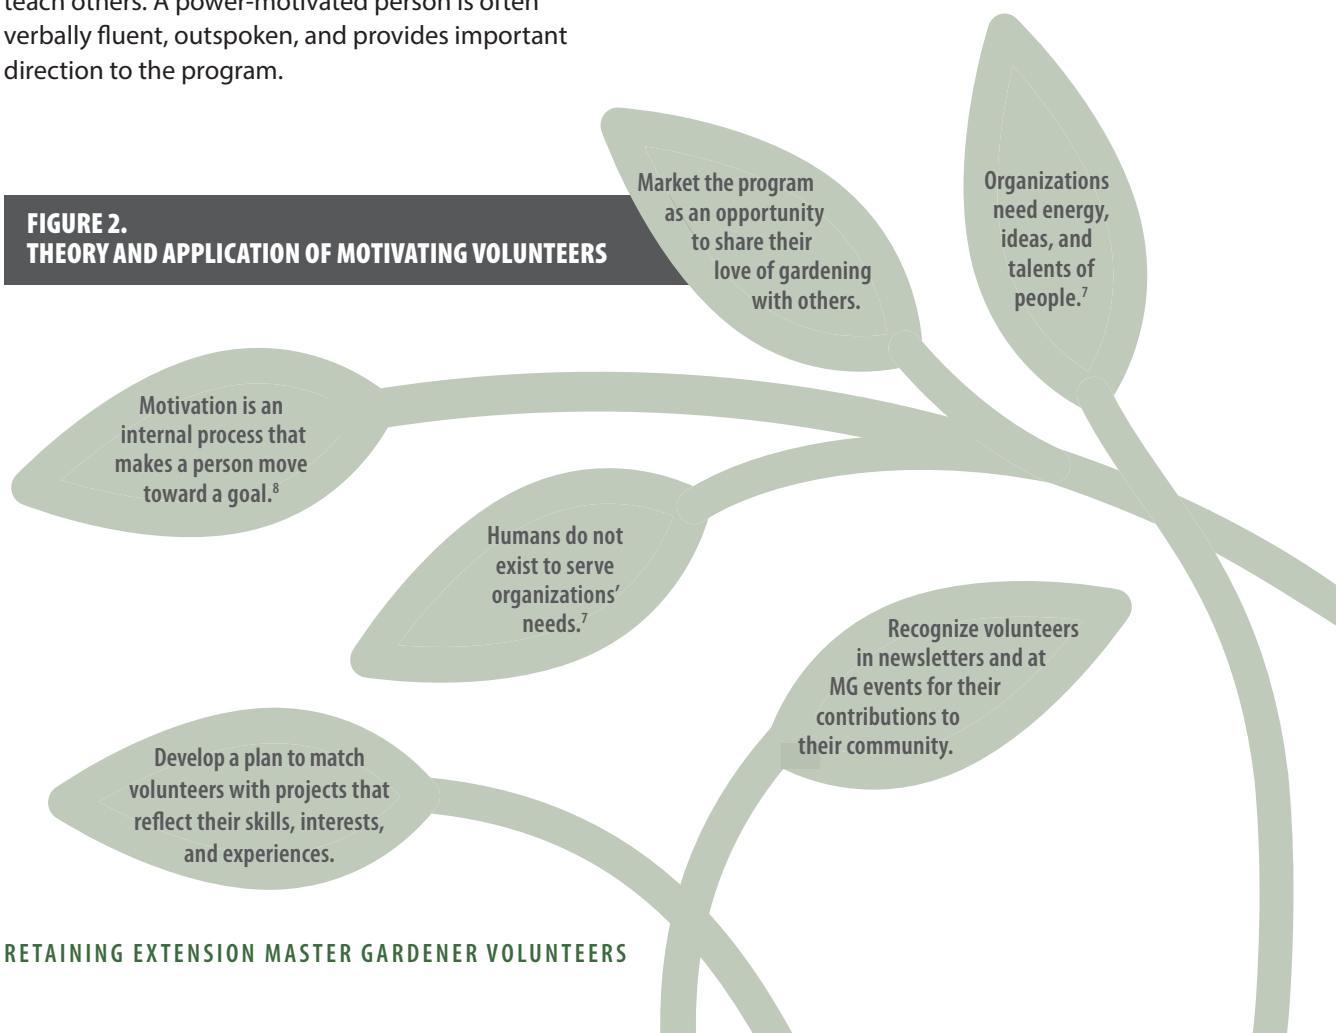 teach others. A power-motivated person is often
verbally fluent, outspoken, and provides important
direction to the program.
FIGURE 2.
THEORY AND APPLICATION OF MOTIVATING VOLUNTEERS
Market the program
as an opportunity
to share their
love of gardening
with others.
Organizations
need energy,
ideas, and
talents of
people.7
Motivation is an
internal process that
makes a person move
toward a goal.8
Humans do not
exist to serve
organizations’
needs.7
Recognize volunteers
in newsletters and at
MG events for their
contributions to
their community.
Develop a plan to match
volunteers with projects that
reflect their skills, interests,
and experiences.
RETAINING EXTENSION MASTER GARDENER VOLUNTEERS